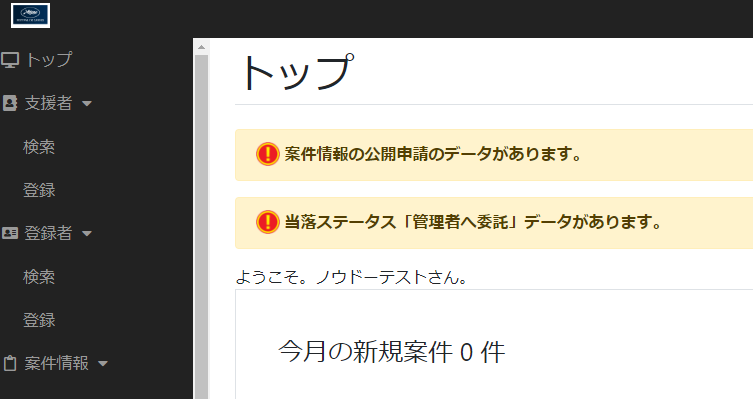 トップ
支援者
検索
登録
登録者
検索
登録
案件情報
トップ
案件情報の公開申請のデータがあります。
当落ステータス「管理者へ委託」データがあります。
ようこそ。ノウドーテストさん。
今月の新規案件 0 件